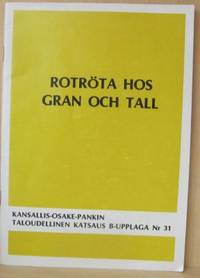 ROTRÖTA HOS
GRAN OCH TALL
KANSALLIS-OSAKE-PANKIN
TALOUDELLINEN KATSAUS B-UPPLAGA Nr 31